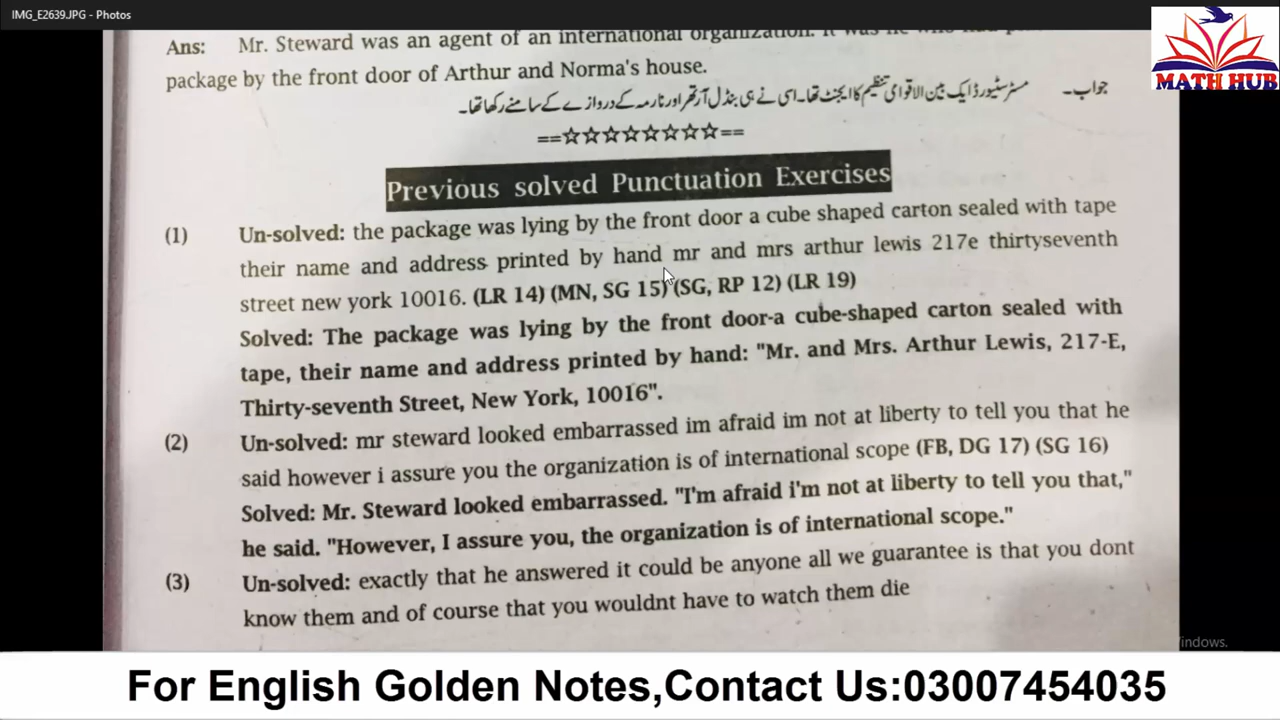 IMG_E2639.JPG - Photos
MATH HUB
Ans: Mr. Steward was an agent of an international organization. It was he who had
package by the front door of Arthur and Norma's house.
جواب۔ مسٹر سٹیورڈ ایک بین الاقوامی تنظیم کا ایجنٹ تھا۔ اسی نے ہی بنڈل آرتھر اور نارمہ کے دروازے کے سامنے رکھا تھا۔
==☆☆☆☆☆☆☆☆==
Previous solved Punctuation Exercises
(1) Un-solved: the package was lying by the front door a cube shaped carton sealed with tape
their name and address printed by hand mr and mrs arthur lewis 217e thirtyseventh
street new york 10016. (LR 14) (MN, SG 15) (SG, RP 12) (LR 19)
Solved: The package was lying by the front door-a cube-shaped carton sealed with
tape, their name and address printed by hand: "Mr. and Mrs. Arthur Lewis, 217-E,
Thirty-seventh Street, New York, 10016".
(2) Un-solved: mr steward looked embarrassed im afraid im not at liberty to tell you that he
said however i assure you the organization is of international scope (FB, DG 17) (SG 16)
Solved: Mr. Steward looked embarrassed. "I'm afraid i'm not at liberty to tell you that,"
he said. "However, I assure you, the organization is of international scope."
(3) Un-solved: exactly that he answered it could be anyone all we guarantee is that you dont
know them and of course that you wouldnt have to watch them die
For English Golden Notes,Contact Us:03007454035